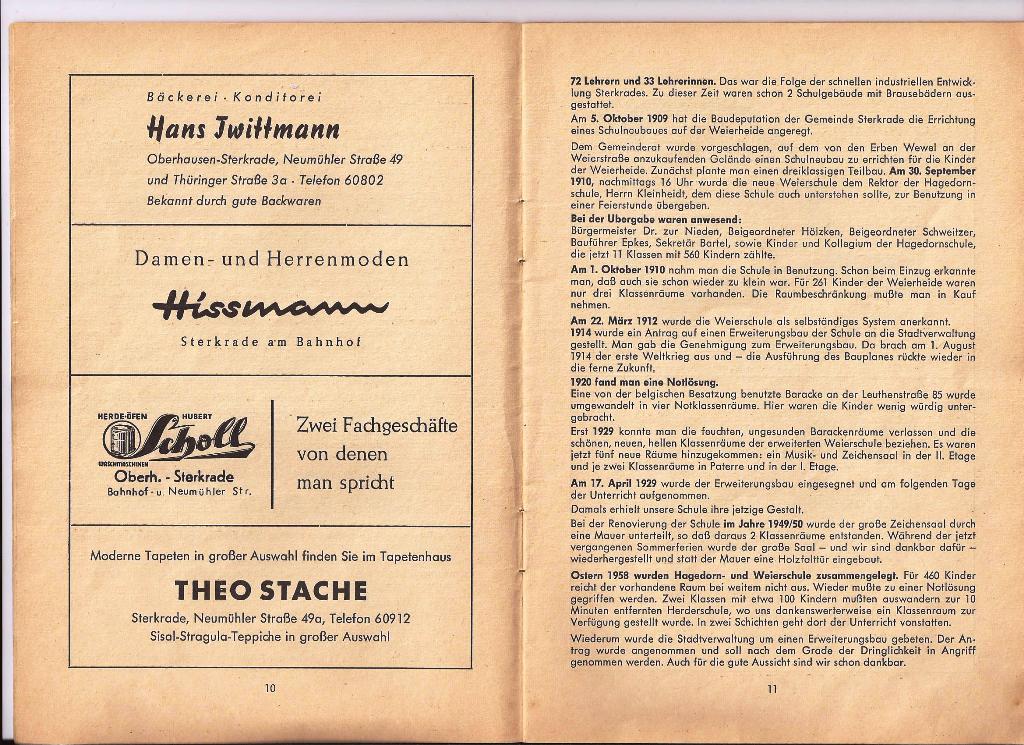 Bäckerei · Konditorei
Hans Twittmann
Oberhausen-Sterkrade, Neumühler Straße 49
und Thüringer Straße 3a · Telefon 60802
Bekannt durch gute Backwaren
Damen- und Herrenmoden
Hissmann
Sterkrade am Bahnhof
HERDE-ÖFEN HUBERT
Scholl
WASCHMASCHINEN
Oberh. - Sterkrade
Bahnhof- u. Neumühler Str.
Zwei Fachgeschäfte
von denen
man spricht
Moderne Tapeten in großer Auswahl finden Sie im Tapetenhaus
THEO STACHE
Sterkrade, Neumühler Straße 49a, Telefon 60912
Sisal-Stragula-Teppiche in großer Auswahl
10
72 Lehrern und 33 Lehrerinnen. Das war die Folge der schnellen industriellen Entwick-
lung Sterkrades. Zu dieser Zeit waren schon 2 Schulgebäude mit Brausebädern aus-
gestattet.
Am 5. Oktober 1909 hat die Baudeputation der Gemeinde Sterkrade die Errichtung
eines Schulneubaues auf der Weierheide angeregt.
Dem Gemeinderat wurde vorgeschlagen, auf dem von den Erben Wewel an der
Weierstraße anzukaufenden Gelände einen Schulneubau zu errichten für die Kinder
der Weierheide. Zunächst plante man einen dreiklassigen Teilbau. Am 30. September
1910, nachmittags 16 Uhr wurde die neue Weierschule dem Rektor der Hagedorn-
schule, Herrn Kleinheidt, dem diese Schule auch unterstehen sollte, zur Benutzung in
einer Feierstunde übergeben.
Bei der Übergabe waren anwesend:
Bürgermeister Dr. zur Nieden, Beigeordneter Hölzken, Beigeordneter Schweitzer,
Bauführer Epkes, Sekretär Bartel, sowie Kinder und Kollegium der Hagedornschule,
die jetzt 11 Klassen mit 560 Kindern zählte.
Am 1. Oktober 1910 nahm man die Schule in Benutzung. Schon beim Einzug erkannte
man, daß auch sie schon wieder zu klein war. Für 261 Kinder der Weierheide waren
nur drei Klassenräume vorhanden. Die Raumbeschränkung mußte man in Kauf
nehmen.
Am 22. März 1912 wurde die Weierschule als selbständiges System anerkannt.
1914 wurde ein Antrag auf einen Erweiterungsbau der Schule an die Stadtverwaltung
gestellt. Man gab die Genehmigung zum Erweiterungsbau. Da brach am 1. August
1914 der erste Weltkrieg aus und – die Ausführung des Bauplanes rückte wieder in
die ferne Zukunft.
1920 fand man eine Notlösung.
Eine von der belgischen Besatzung benutzte Baracke an der Leuthenstraße 85 wurde
umgewandelt in vier Notklassenräume. Hier waren die Kinder wenig würdig unter-
gebracht.
Erst 1929 konnte man die feuchten, ungesunden Barackenräume verlassen und die
schönen, neuen, hellen Klassenräume der erweiterten Weierschule beziehen. Es waren
jetzt fünf neue Räume hinzugekommen: ein Musik- und Zeichensaal in der II. Etage
und je zwei Klassenräume in Paterre und in der I. Etage.
Am 17. April 1929 wurde der Erweiterungsbau eingesegnet und am folgenden Tage
der Unterricht aufgenommen.
Damals erhielt unsere Schule ihre jetzige Gestalt.
Bei der Renovierung der Schule im Jahre 1949/50 wurde der große Zeichensaal durch
eine Mauer unterteilt, so daß daraus 2 Klassenräume entstanden. Während der jetzt
vergangenen Sommerferien wurde der große Saal – und wir sind dankbar dafür –
wiederhergestellt und statt der Mauer eine Holzfalttür eingebaut.
Ostern 1958 wurden Hagedorn- und Weierschule zusammengelegt. Für 460 Kinder
reicht der vorhandene Raum bei weitem nicht aus. Wieder mußte zu einer Notlösung
gegriffen werden. Zwei Klassen mit etwa 100 Kindern mußten auswandern zur 10
Minuten entfernten Herderschule, wo uns dankenswerterweise ein Klassenraum zur
Verfügung gestellt wurde. In zwei Schichten geht dort der Unterricht vonstatten.
Wiederum wurde die Stadtverwaltung um einen Erweiterungsbau gebeten. Der An-
trag wurde angenommen und soll nach dem Grade der Dringlichkeit in Angriff
genommen werden. Auch für die gute Aussicht sind wir schon dankbar.
11